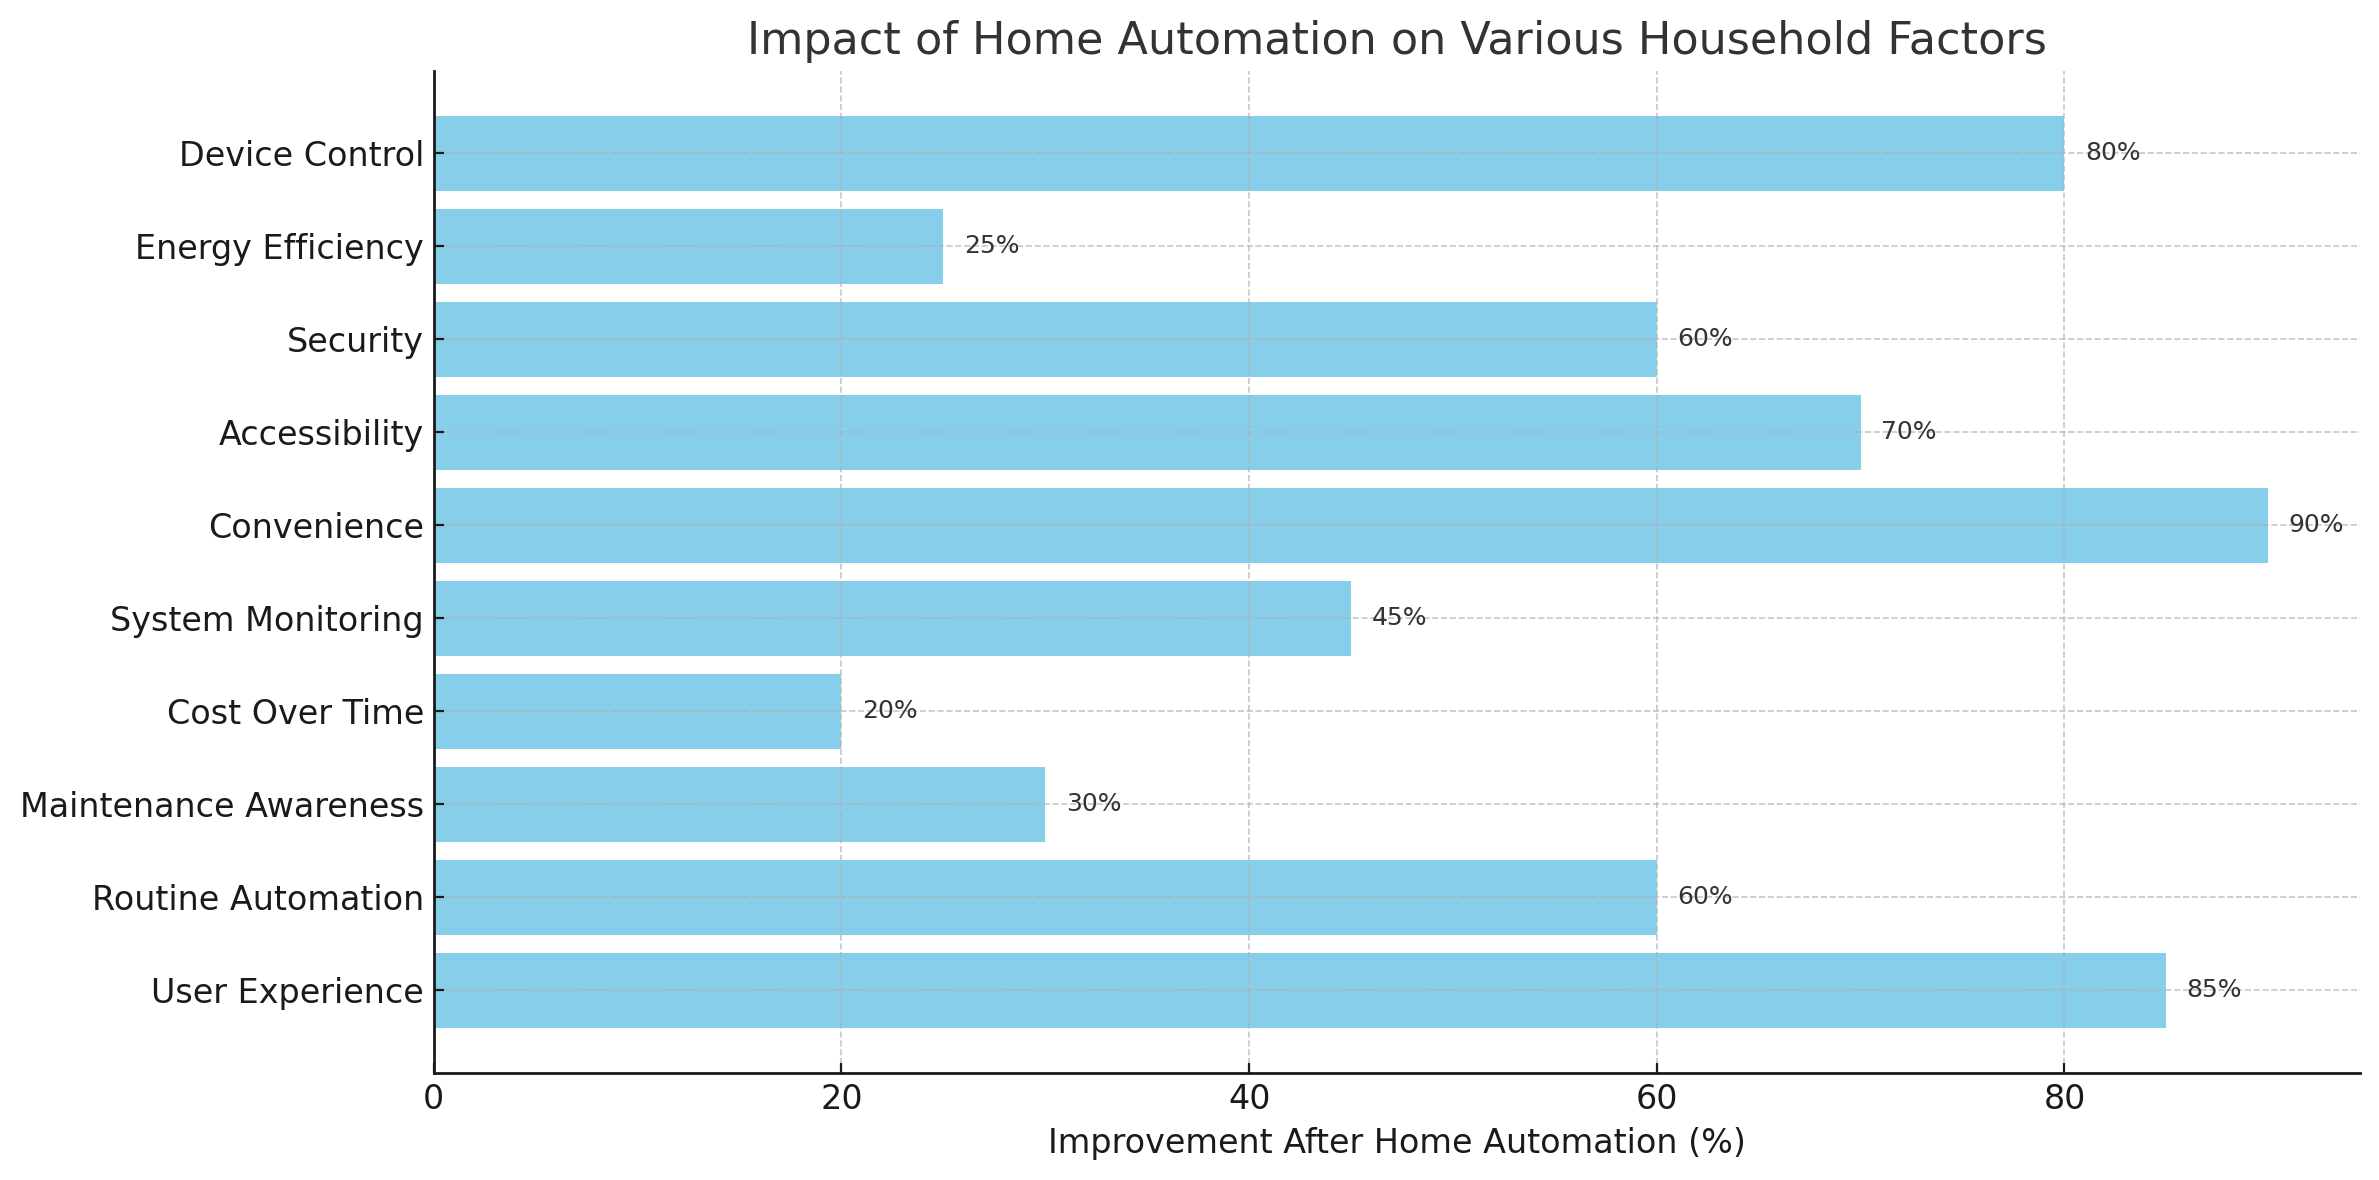 Impact of Home Automation on Various Household Factors
Device Control
80%
Energy Efficiency
25%
Security
60%
Accessibility
70%
Convenience
90%
System Monitoring
45%
Cost Over Time
20%
Maintenance Awareness
30%
Routine Automation
60%
User Experience
85%
0 20 40 60 80
Improvement After Home Automation (%)